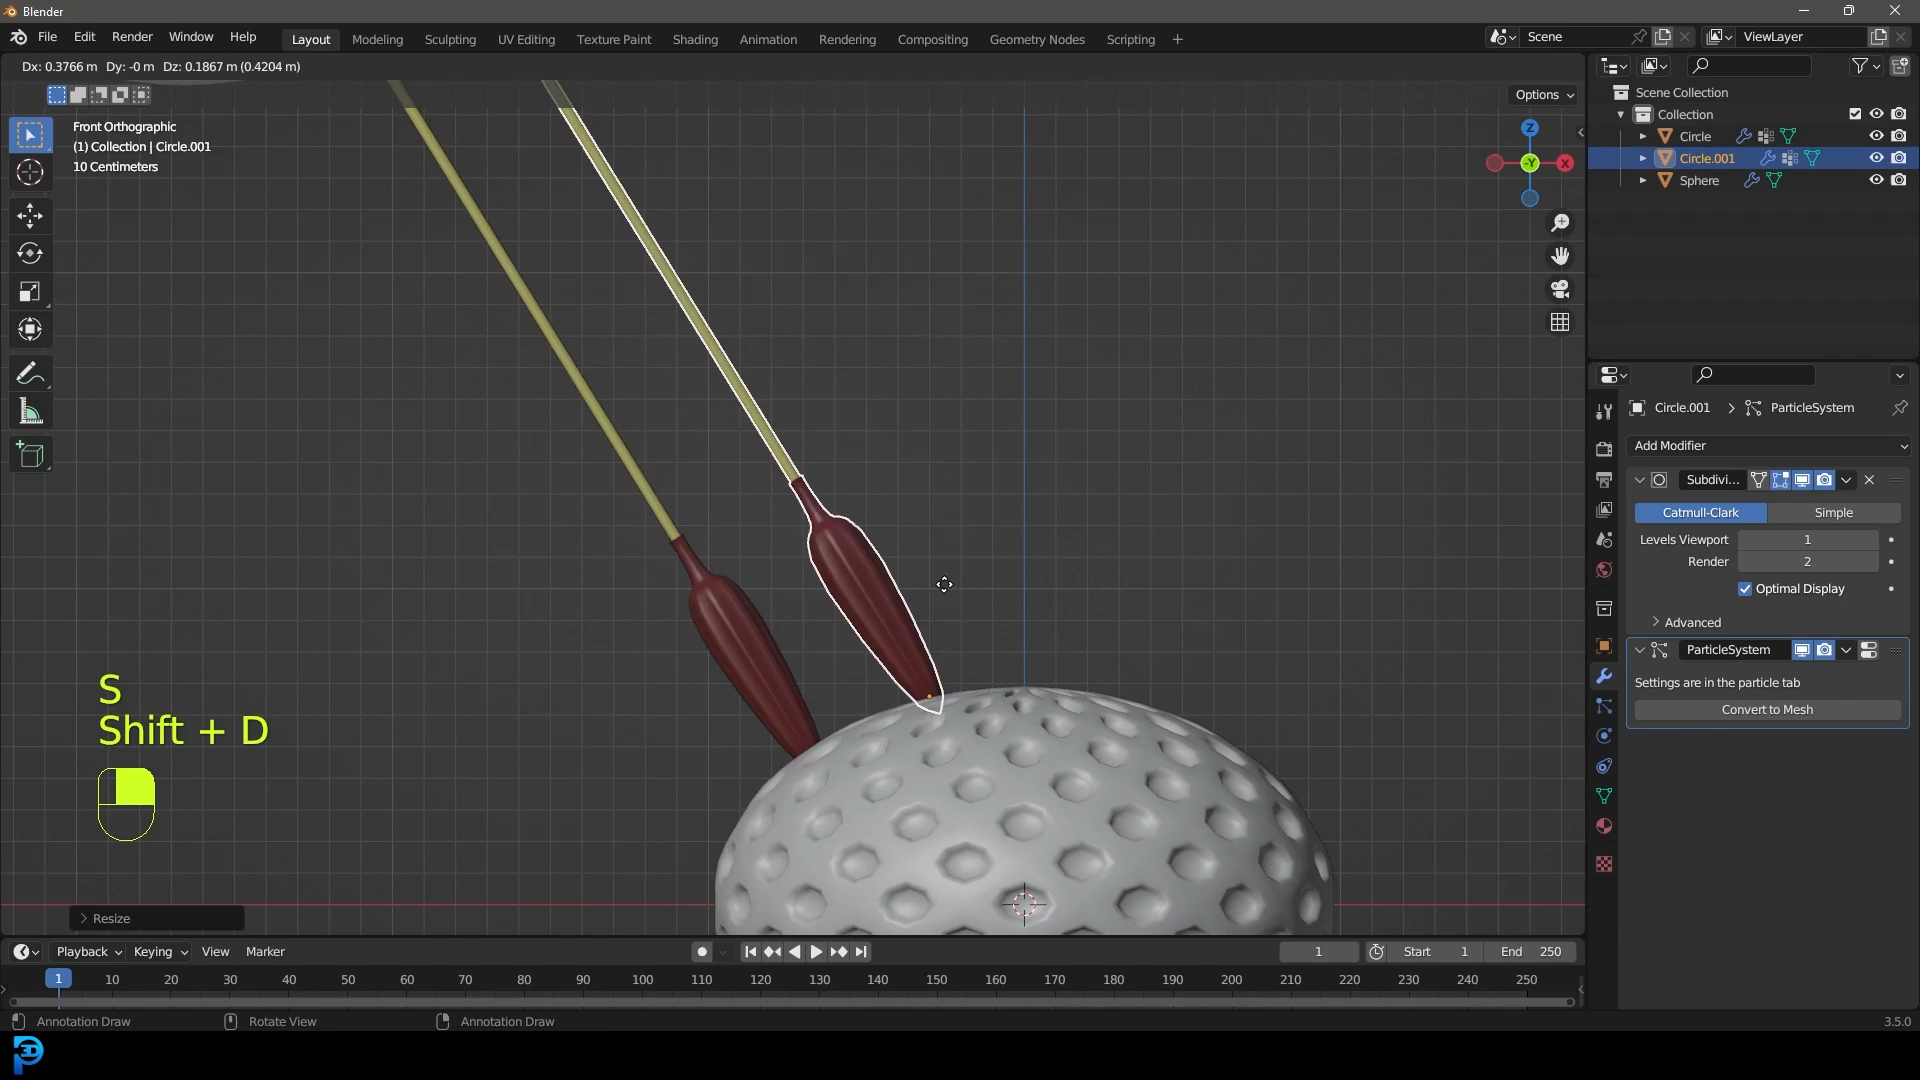 Blender
File Edit Render Window Help
Layout Modeling Sculpting UV Editing Texture Paint Shading Animation Rendering Compositing Geometry Nodes Scripting +
Scene
ViewLayer
Dx: 0.3766 m Dy: -0 m Dz: 0.1867 m (0.4204 m)
Options
Front Orthographic
(1) Collection | Circle.001
10 Centimeters
Z
-Y
X
Scene Collection
Collection
Circle
Circle.001
Sphere
Circle.001 > ParticleSystem
Add Modifier
Subdivi...
Catmull-Clark Simple
Levels Viewport 1
Render 2
Optimal Display
Advanced
ParticleSystem
Settings are in the particle tab
Convert to Mesh
S
Shift + D
> Resize
Playback Keying View Marker
1 Start 1 End 250
1 10 20 30 40 50 60 70 80 90 100 110 120 130 140 150 160 170 180 190 200 210 220 230 240 250
Annotation Draw Rotate View Annotation Draw
3.5.0
3D